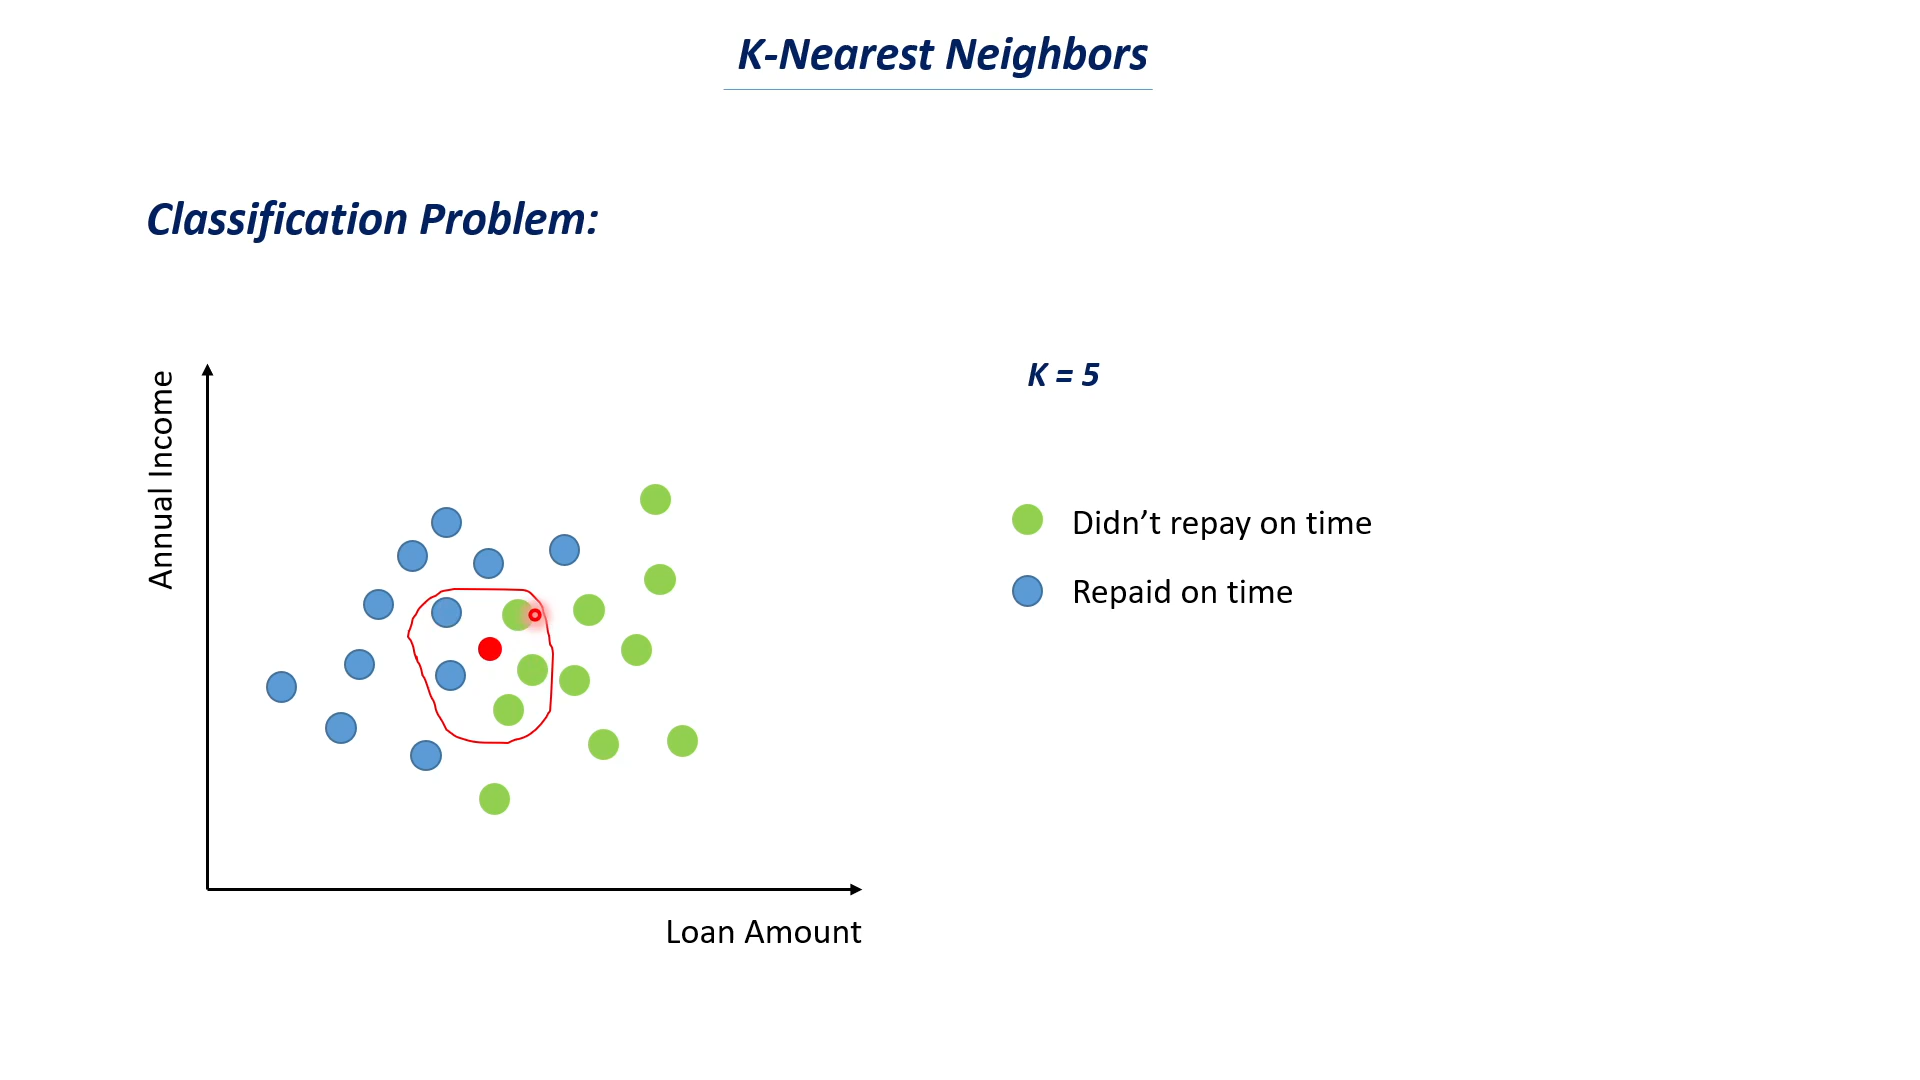 K-Nearest Neighbors
Classification Problem:
Annual Income
K = 5
Didn’t repay on time
Repaid on time
Loan Amount